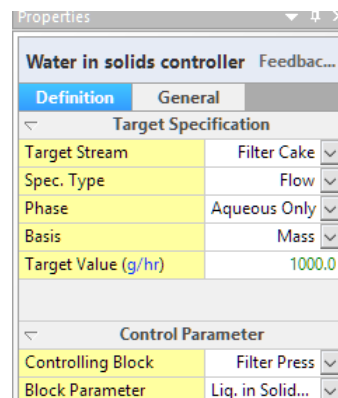 Properties
Water in solids controller Feedbac...
Definition General
Target Specification
Target Stream Filter Cake
Spec. Type Flow
Phase Aqueous Only
Basis Mass
Target Value (g/hr) 1000.0
Control Parameter
Controlling Block Filter Press
Block Parameter Liq. in Solid...